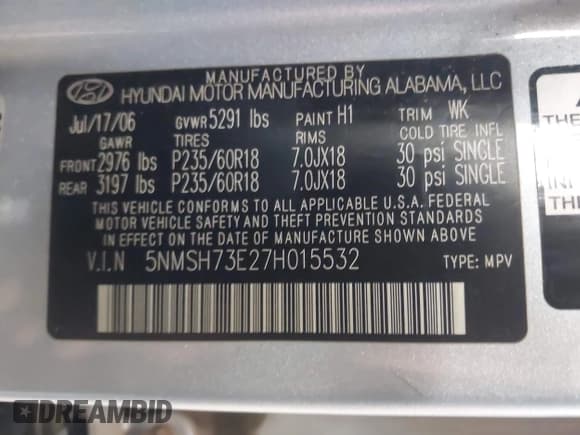 MANUFACTURED BY
HYUNDAI MOTOR MANUFACTURING ALABAMA, LLC
Jul/17/06 GVWR 5291 lbs PAINT H1 TRIM WK
GAWR TIRES RIMS COLD TIRE INFL
FRONT 2976 lbs P235/60R18 7.0JX18 30 psi SINGLE
REAR 3197 lbs P235/60R18 7.0JX18 30 psi SINGLE
THIS VEHICLE CONFORMS TO ALL APPLICABLE U.S.A. FEDERAL
MOTOR VEHICLE SAFETY AND THEFT PREVENTION STANDARDS
IN EFFECT ON THE DATE OF MANUFACTURE SHOWN ABOVE.
V.I.N 5NMSH73E27H015532 TYPE: MPV
THE
DREAMBID